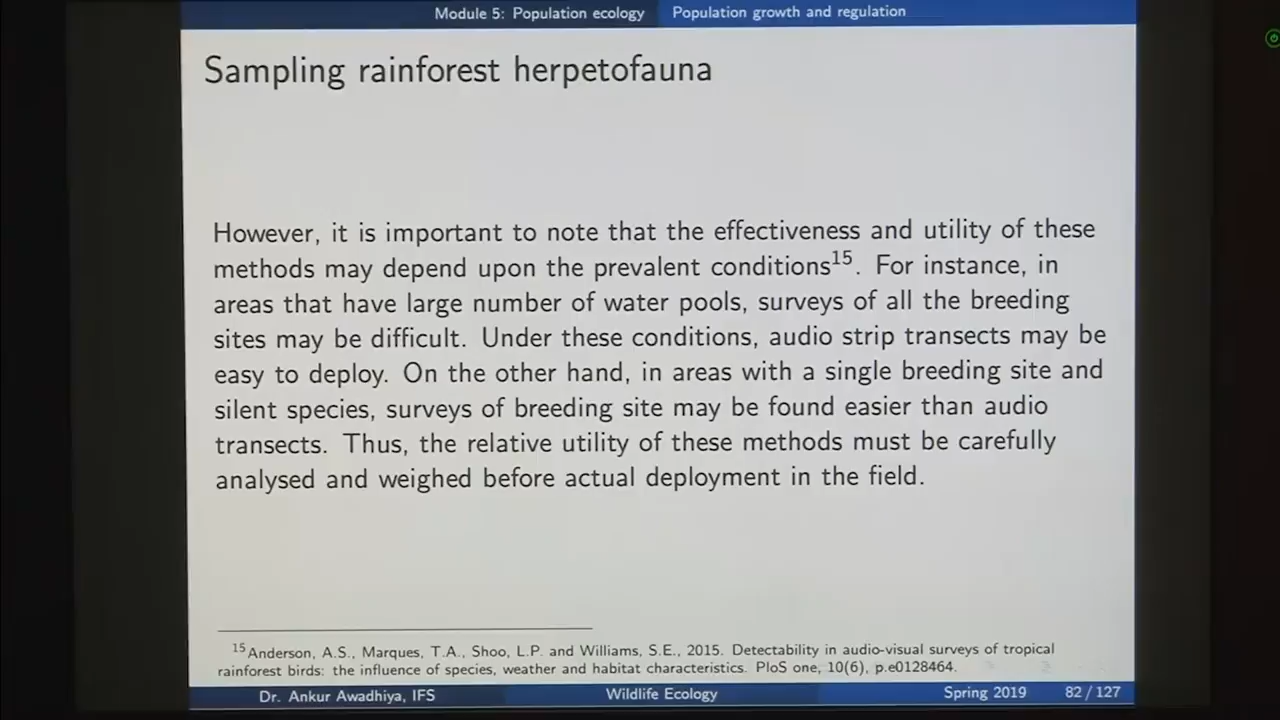 Module 5: Population ecology Population growth and regulation
Sampling rainforest herpetofauna
However, it is important to note that the effectiveness and utility of these
methods may depend upon the prevalent conditions15. For instance, in
areas that have large number of water pools, surveys of all the breeding
sites may be difficult. Under these conditions, audio strip transects may be
easy to deploy. On the other hand, in areas with a single breeding site and
silent species, surveys of breeding site may be found easier than audio
transects. Thus, the relative utility of these methods must be carefully
analysed and weighed before actual deployment in the field.
15Anderson, A.S., Marques, T.A., Shoo, L.P. and Williams, S.E., 2015. Detectability in audio-visual surveys of tropical
rainforest birds: the influence of species, weather and habitat characteristics. PloS one, 10(6), p.e0128464.
Dr. Ankur Awadhiya, IFS Wildlife Ecology Spring 2019 82 / 127